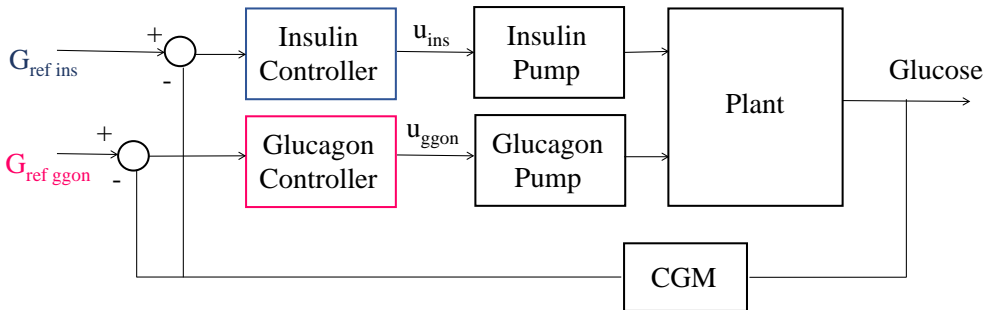 +
G_ref ins
-
Insulin
Controller
u_ins
Insulin
Pump
Plant
Glucose
+
G_ref ggon
-
Glucagon
Controller
u_ggon
Glucagon
Pump
CGM